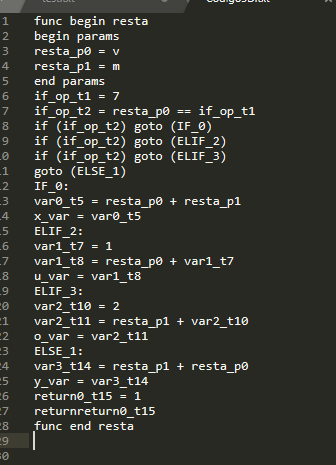 1 func begin resta
2 begin params
3 resta_p0 = v
4 resta_p1 = m
5 end params
6 if_op_t1 = 7
7 if_op_t2 = resta_p0 == if_op_t1
8 if (if_op_t2) goto (IF_0)
9 if (if_op_t2) goto (ELIF_2)
10 if (if_op_t2) goto (ELIF_3)
11 goto (ELSE_1)
12 IF_0:
13 var0_t5 = resta_p0 + resta_p1
14 x_var = var0_t5
15 ELIF_2:
16 var1_t7 = 1
17 var1_t8 = resta_p0 + var1_t7
18 u_var = var1_t8
19 ELIF_3:
20 var2_t10 = 2
21 var2_t11 = resta_p1 + var2_t10
22 o_var = var2_t11
23 ELSE_1:
24 var3_t14 = resta_p1 + resta_p0
25 y_var = var3_t14
26 return0_t15 = 1
27 returnreturn0_t15
28 func end resta
29
30